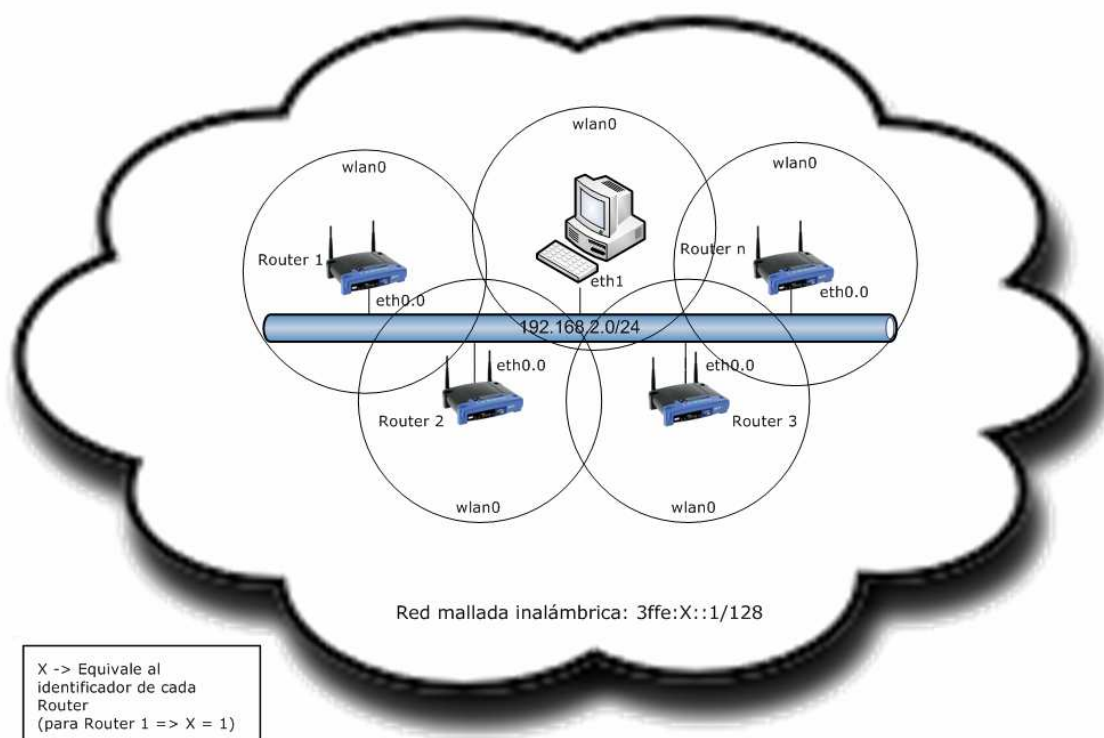 wlan0
wlan0
wlan0
Router 1
Router n
eth1
eth0.0
eth0.0
192.168.2.0/24
eth0.0
eth0.0
Router 2
Router 3
wlan0
wlan0
Red mallada inalámbrica: 3ffe:X::1/128
X -> Equivale al
identificador de cada
Router
(para Router 1 => X = 1)